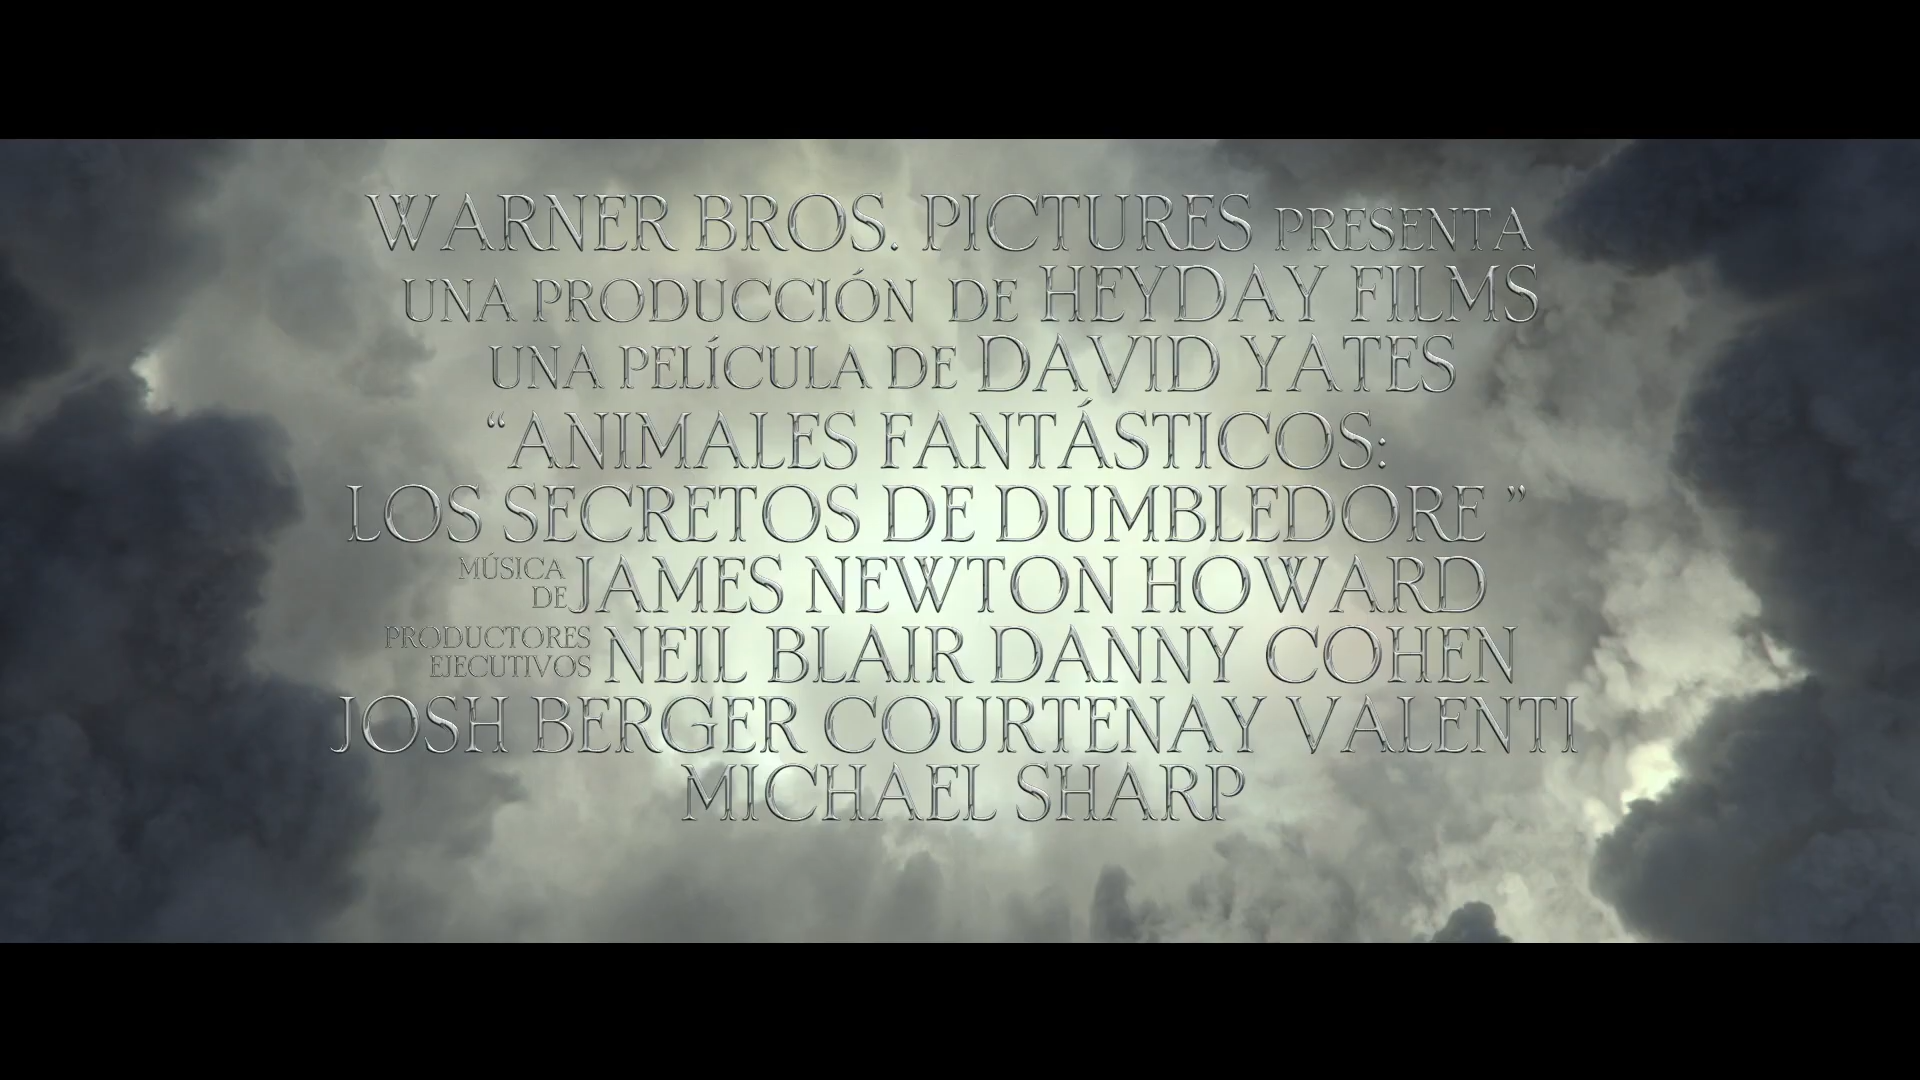 WARNER BROS. PICTURES PRESENTA
UNA PRODUCCIÓN DE HEYDAY FILMS
UNA PELÍCULA DE DAVID YATES
“ANIMALES FANTÁSTICOS:
LOS SECRETOS DE DUMBLEDORE”
MÚSICA DE JAMES NEWTON HOWARD
PRODUCTORES EJECUTIVOS NEIL BLAIR DANNY COHEN
JOSH BERGER COURTENAY VALENTI
MICHAEL SHARP